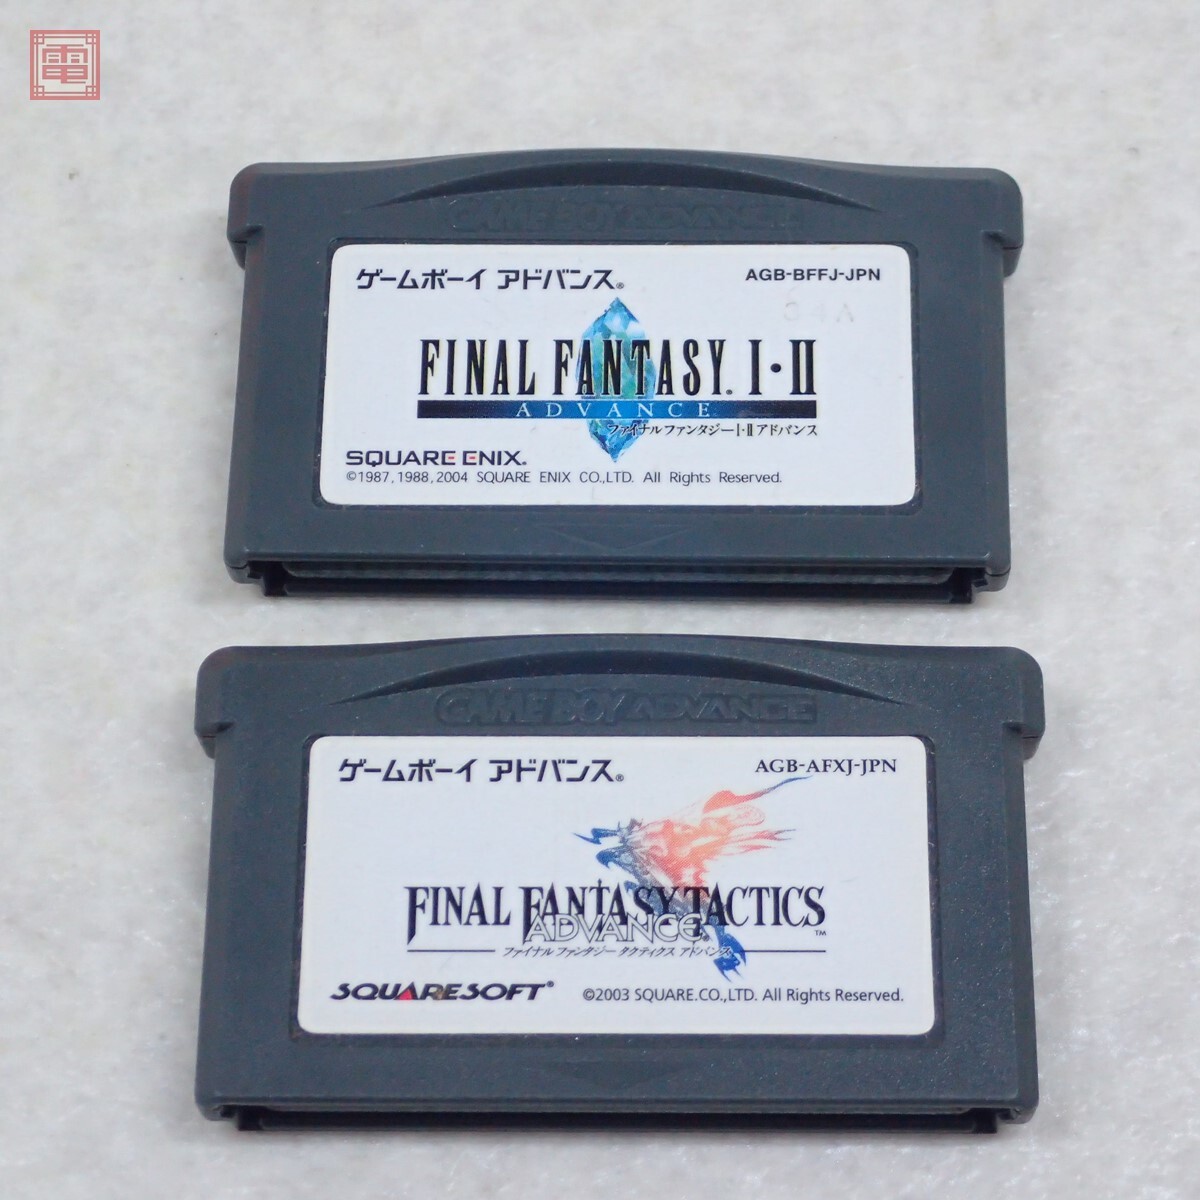 電
GAME BOY ADVANCE
ゲームボーイ アドバンス®
AGB-BFFJ-JPN
34A
FINAL FANTASY® I・II
ADVANCE
ファイナルファンタジーI・IIアドバンス
SQUARE ENIX®
©1987, 1988, 2004 SQUARE ENIX CO.,LTD. All Rights Reserved.
GAME BOY ADVANCE
ゲームボーイ アドバンス®
AGB-AFXJ-JPN
FINAL FANTASY TACTICS™
ADVANCE®
ファイナル ファンタジー タクティクス アドバンス
SQUARESOFT®
©2003 SQUARE.CO.,LTD. All Rights Reserved.